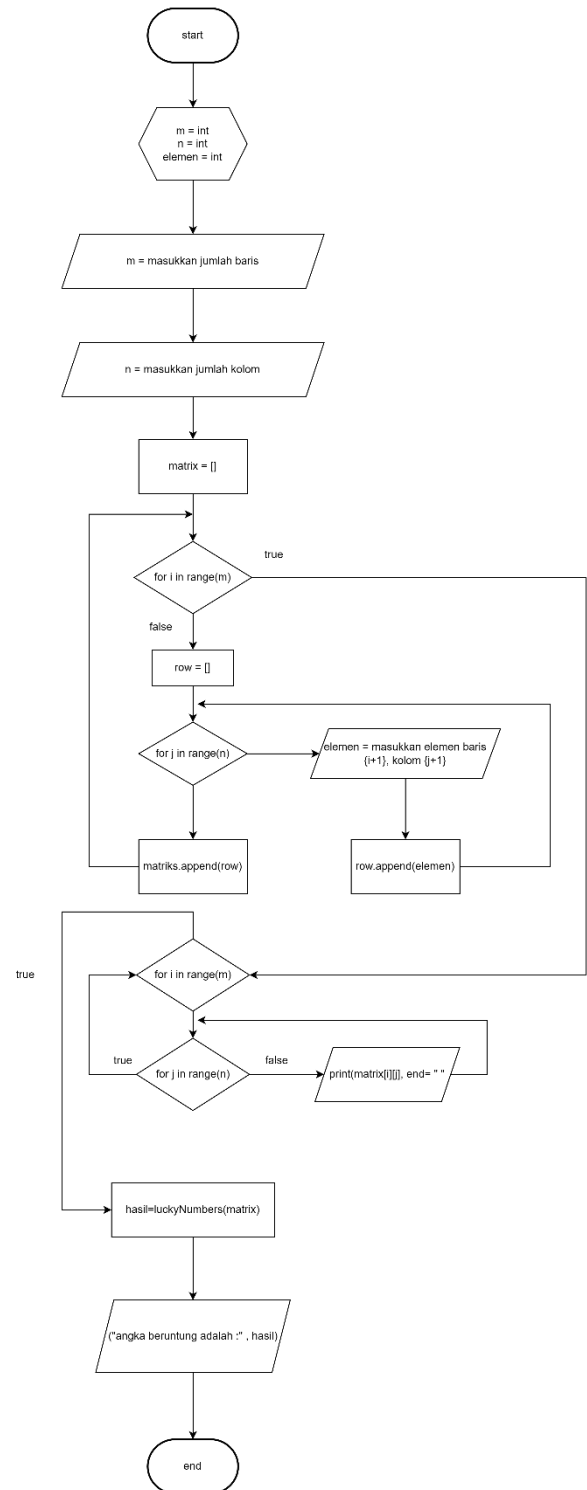 start
m = int
n = int
elemen = int
m = masukkan jumlah baris
n = masukkan jumlah kolom
matrix = []
true
for i in range(m)
false
row = []
for j in range(n)
elemen = masukkan elemen baris
{i+1}, kolom {j+1}
matriks.append(row)
row.append(elemen)
true
for i in range(m)
true
for j in range(n)
false
print(matrix[i][j], end= " "
hasil=luckyNumbers(matrix)
("angka beruntung adalah :" , hasil)
end